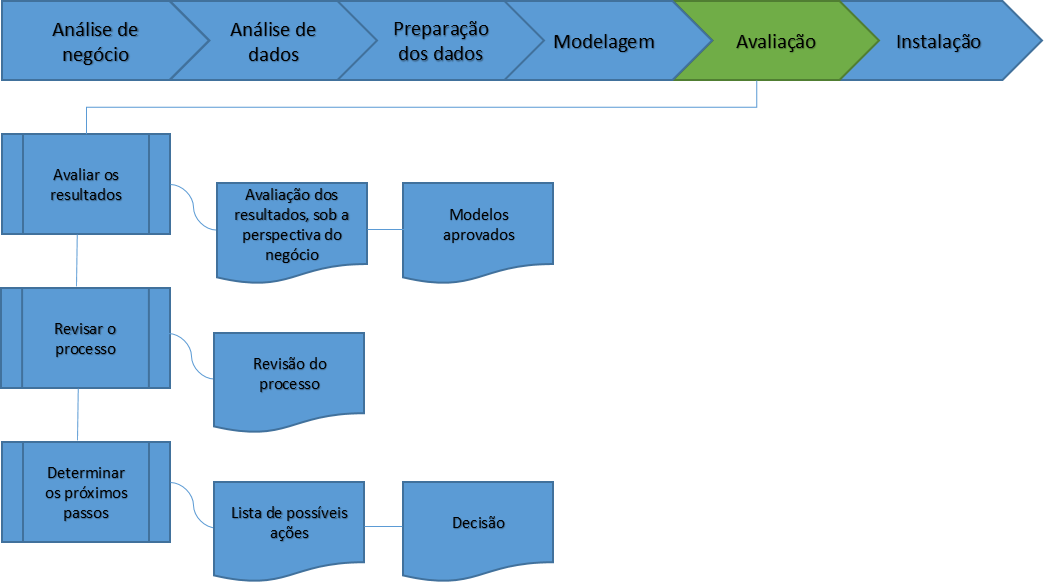 Análise de
negócio
Análise de
dados
Preparação
dos dados
Modelagem
Avaliação
Instalação
Avaliar os
resultados
Avaliação dos
resultados, sob a
perspectiva do
negócio
Modelos
aprovados
Revisar o
processo
Revisão do
processo
Determinar
os próximos
passos
Lista de possíveis
ações
Decisão